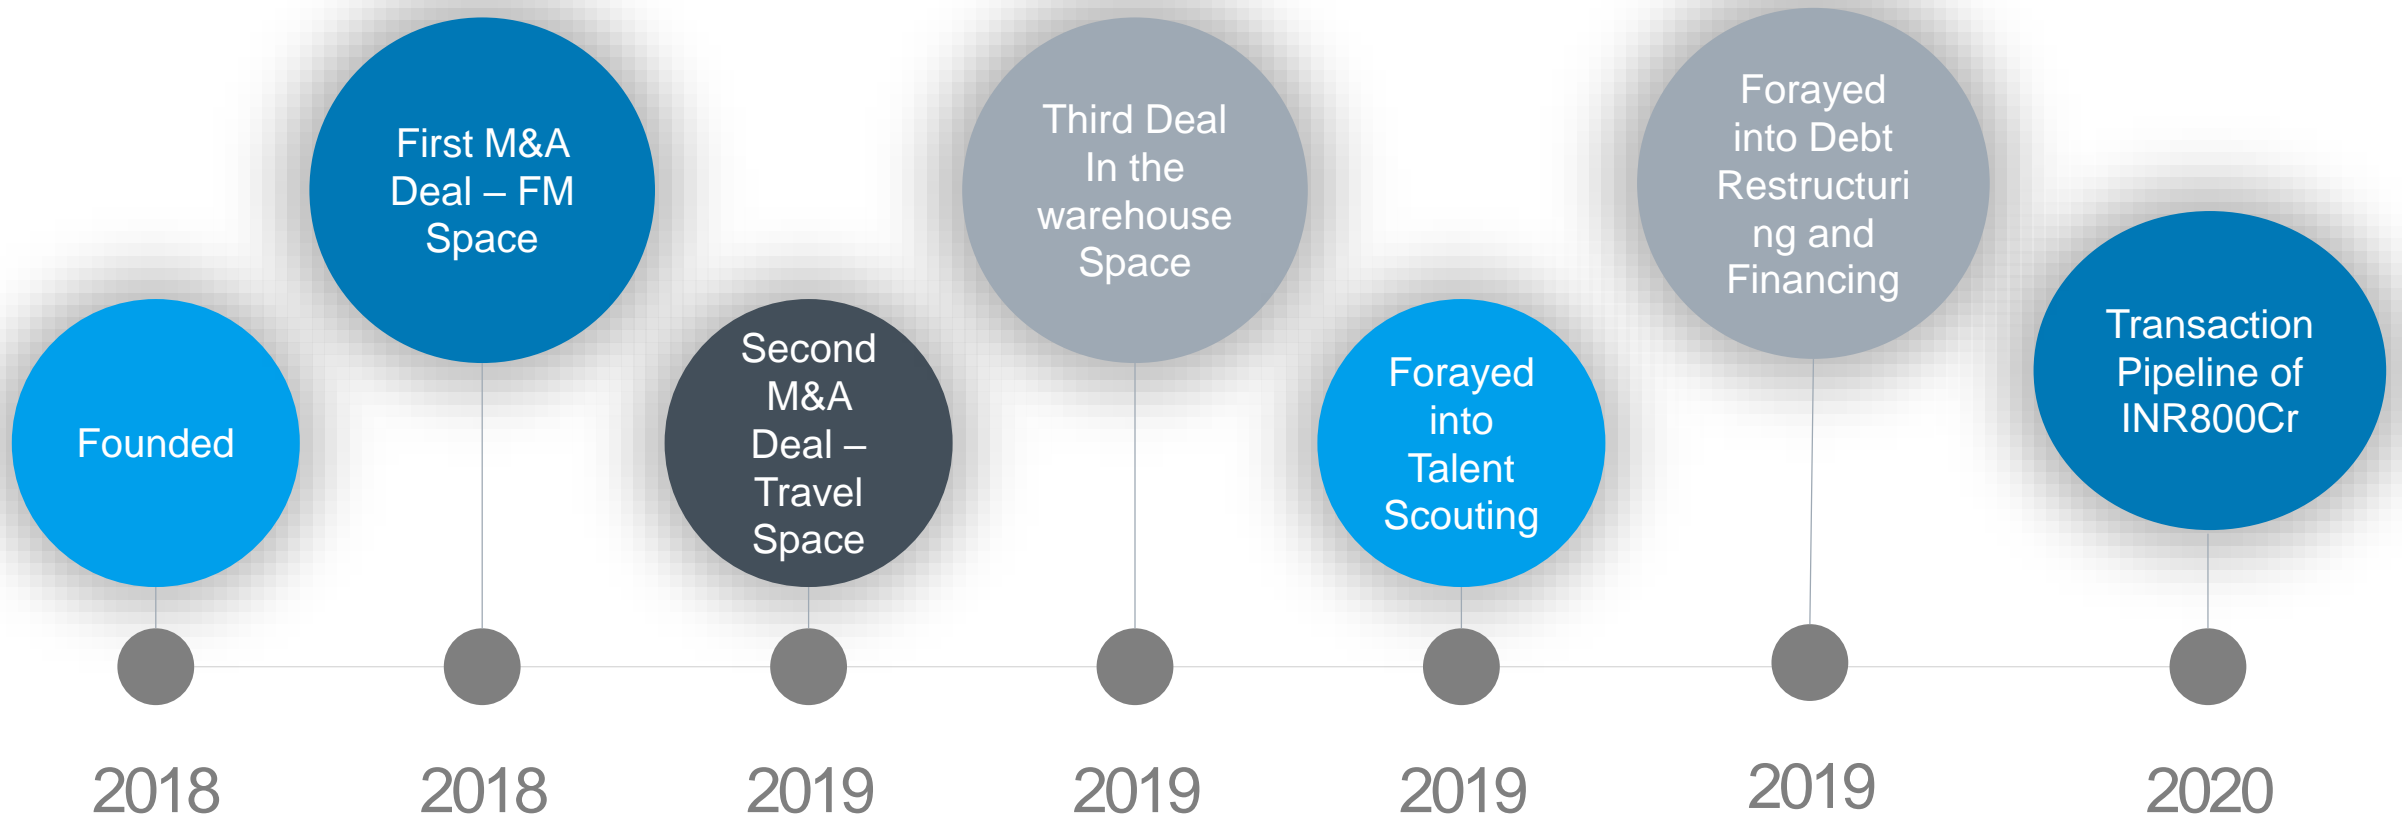 Founded
First M&A
Deal – FM
Space
Second
M&A
Deal –
Travel
Space
Third Deal
In the
warehouse
Space
Forayed
into
Talent
Scouting
Forayed
into Debt
Restructuri
ng and
Financing
Transaction
Pipeline of
INR800Cr
2018
2018
2019
2019
2019
2019
2020